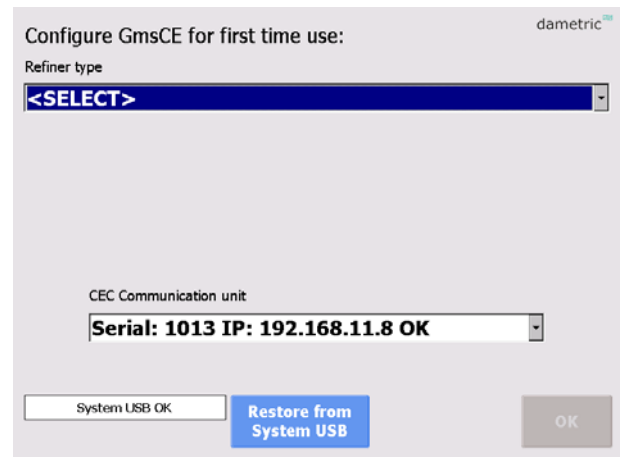 dametric
Configure GmsCE for first time use:
Refiner type
<SELECT>
CEC Communication unit
Serial: 1013 IP: 192.168.11.8 OK
System USB OK
Restore from
System USB
OK